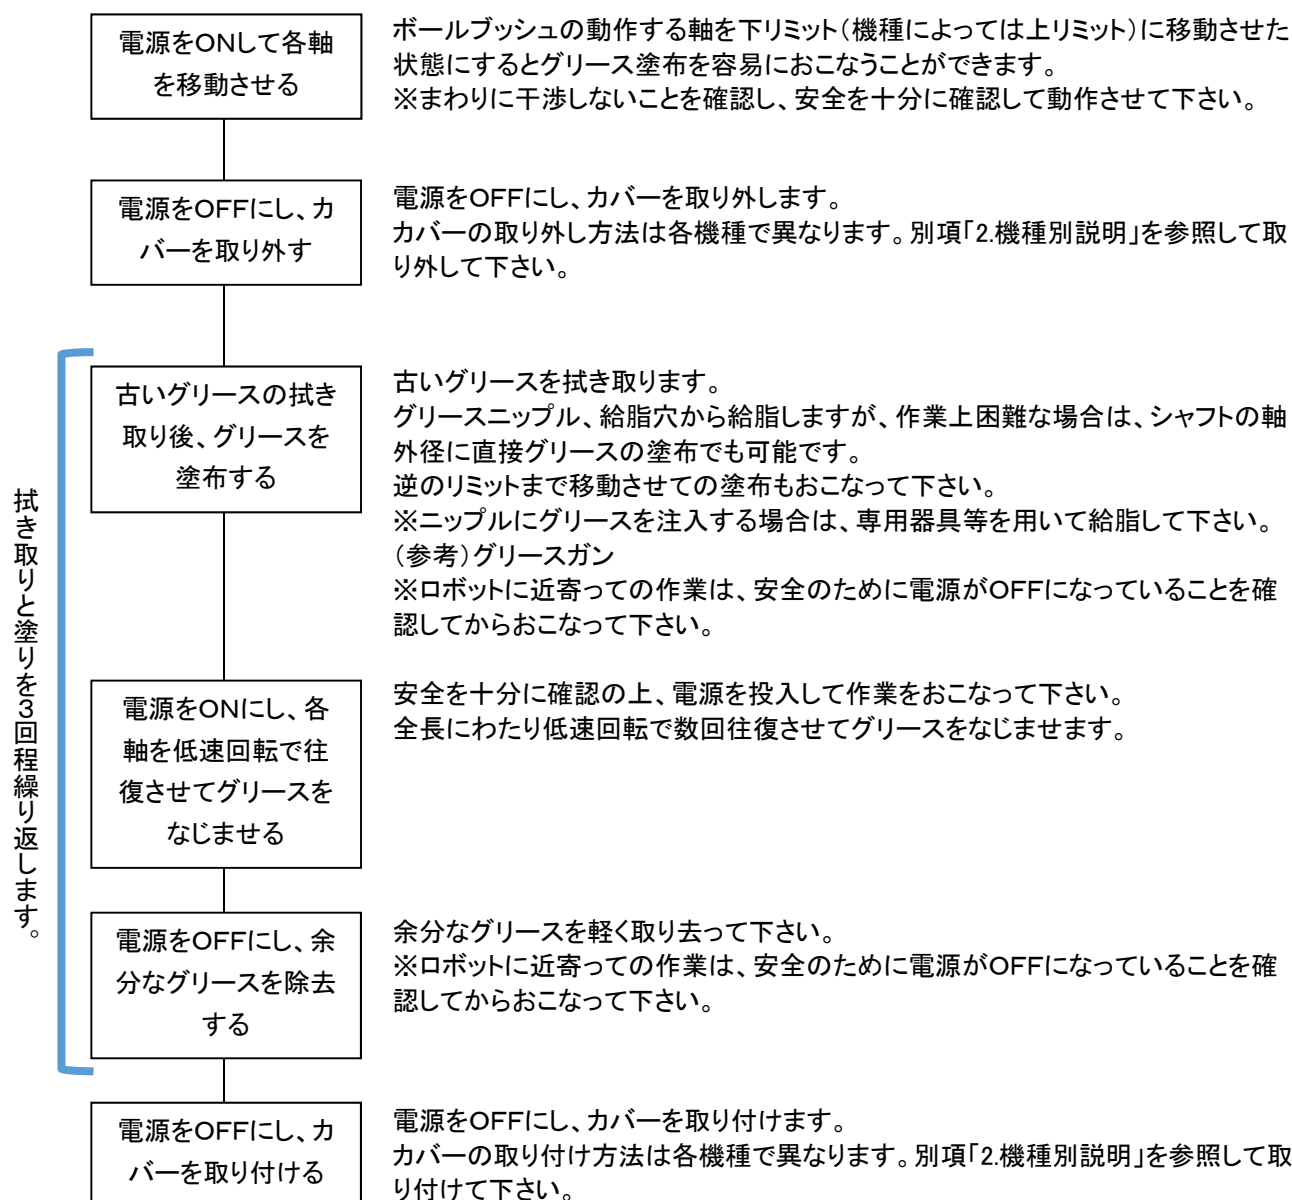 電源をONして各軸
を移動させる
ボールブッシュの動作する軸を下リミット（機種によっては上リミット）に移動させた
状態にするとグリース塗布を容易におこなうことができます。
※まわりに干渉しないことを確認し、安全を十分に確認して動作させて下さい。
電源をOFFにし、カ
バーを取り外す
電源をOFFにし、カバーを取り外します。
カバーの取り外し方法は各機種で異なります。別項「2.機種別説明」を参照して取
り外して下さい。
拭き取りと塗りを3回程繰り返します。
古いグリースの拭き
取り後、グリースを
塗布する
古いグリースを拭き取ります。
グリースニップル、給脂穴から給脂しますが、作業上困難な場合は、シャフトの軸
外径に直接グリースの塗布でも可能です。
逆のリミットまで移動させての塗布もおこなって下さい。
※ニップルにグリースを注入する場合は、専用器具等を用いて給脂して下さい。
（参考）グリースガン
※ロボットに近寄っての作業は、安全のために電源がOFFになっていることを確
認してからおこなって下さい。
電源をONにし、各
軸を低速回転で往
復させてグリースを
なじませる
安全を十分に確認の上、電源を投入して作業をおこなって下さい。
全長にわたり低速回転で数回往復させてグリースをなじませます。
電源をOFFにし、余
分なグリースを除去
する
余分なグリースを軽く取り去って下さい。
※ロボットに近寄っての作業は、安全のために電源がOFFになっていることを確
認してからおこなって下さい。
電源をOFFにし、カ
バーを取り付ける
電源をOFFにし、カバーを取り付けます。
カバーの取り付け方法は各機種で異なります。別項「2.機種別説明」を参照して取
り付けて下さい。